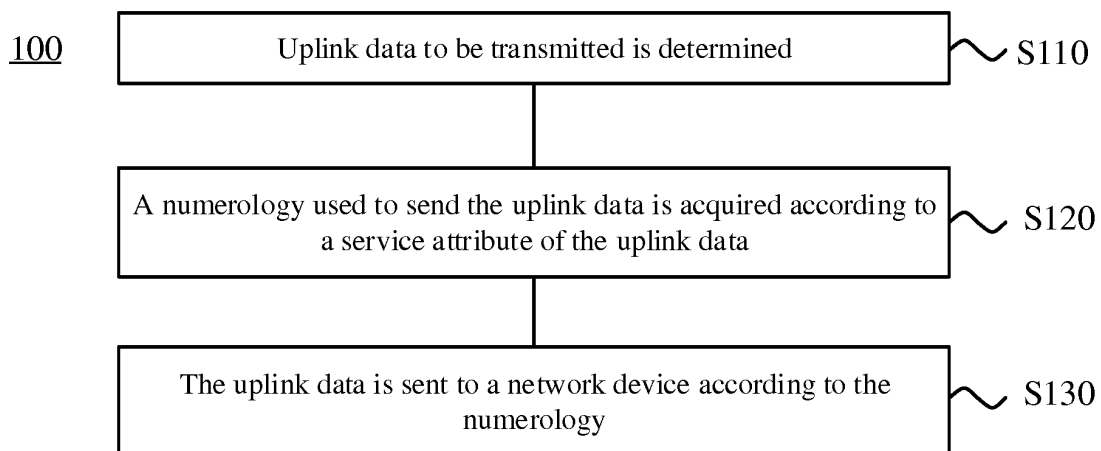 100
Uplink data to be transmitted is determined
S110
A numerology used to send the uplink data is acquired according to
a service attribute of the uplink data
S120
The uplink data is sent to a network device according to the
numerology
S130